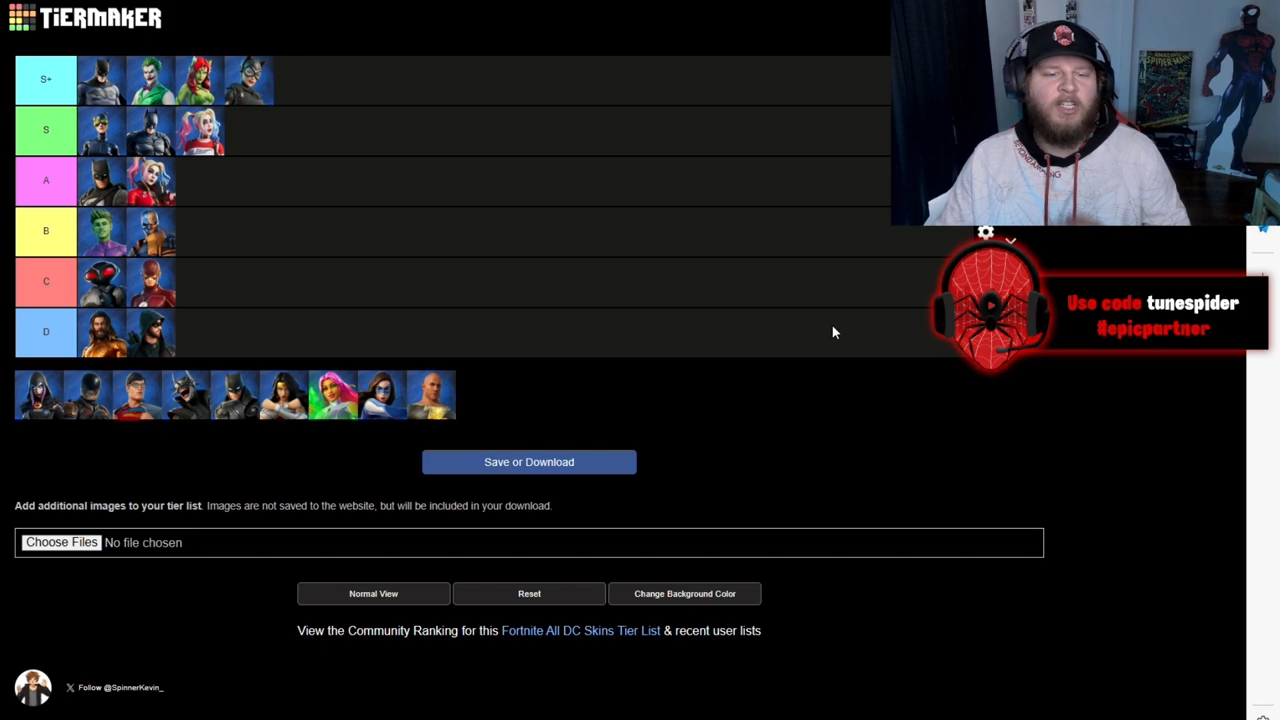 TiERMAKER
S+
S
A
B
C
D
Use code tunespider
#epicpartner
Save or Download
Add additional images to your tier list. Images are not saved to the website, but will be included in your download.
Choose Files No file chosen
Normal View
Reset
Change Background Color
View the Community Ranking for this Fortnite All DC Skins Tier List & recent user lists
Follow @SpinnerKevin_